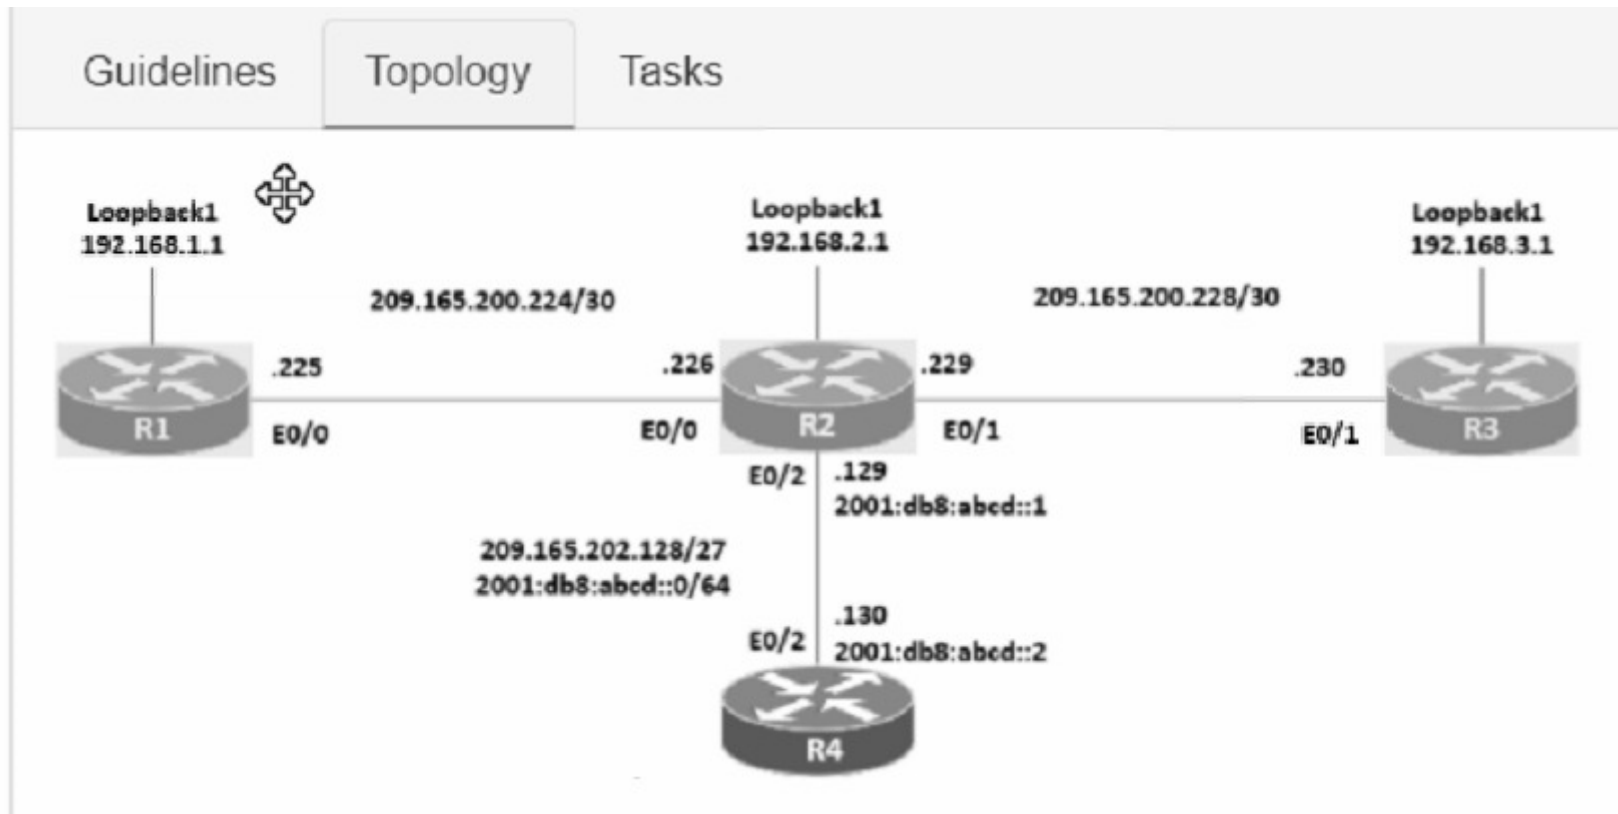 Guidelines
Topology
Tasks
Loopback1
192.168.1.1
Loopback1
192.168.2.1
Loopback1
192.168.3.1
209.165.200.224/30
209.165.200.228/30
.225
.226
.229
.230
R1
E0/0
E0/0
R2
E0/1
E0/1
R3
E0/2
.129
2001:db8:abcd::1
209.165.202.128/27
2001:db8:abcd::0/64
.130
E0/2
2001:db8:abcd::2
R4